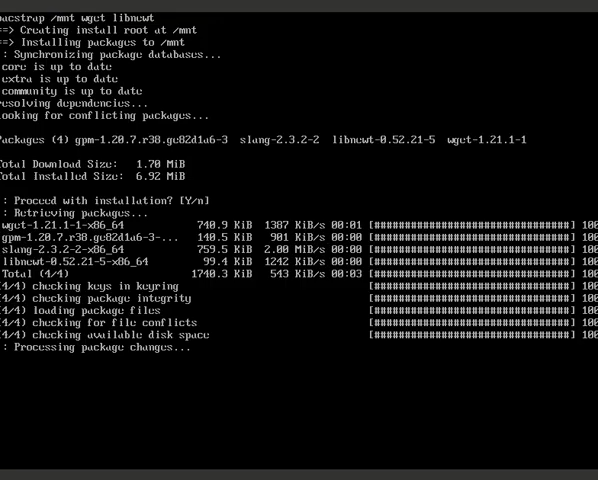 pacstrap /mnt wget libnewt
==> Creating install root at /mnt
==> Installing packages to /mnt
: Synchronizing package databases...
core is up to date
extra is up to date
community is up to date
resolving dependencies...
looking for conflicting packages...
Packages (4) gpm-1.20.7.r38.ge82d1a6-3  slang-2.3.2-2  libnewt-0.52.21-5  wget-1.21.1-1
Total Download Size:   1.70 MiB
Total Installed Size:  6.92 MiB
: Proceed with installation? [Y/n]
: Retrieving packages...
wget-1.21.1-1-x86_64 740.9 KiB 1387 KiB/s 00:01 [######################################] 100
gpm-1.20.7.r38.ge82d1a6-3-... 140.5 KiB 901 KiB/s 00:00 [######################################] 100
slang-2.3.2-2-x86_64 759.5 KiB 2.00 MiB/s 00:00 [######################################] 100
libnewt-0.52.21-5-x86_64 99.4 KiB 1242 KiB/s 00:00 [######################################] 100
Total (4/4) 1740.3 KiB 543 KiB/s 00:03 [######################################] 100
(4/4) checking keys in keyring [######################################] 100
(4/4) checking package integrity [######################################] 100
(4/4) loading package files [######################################] 100
(4/4) checking for file conflicts [######################################] 100
(4/4) checking available disk space [######################################] 100
: Processing package changes...